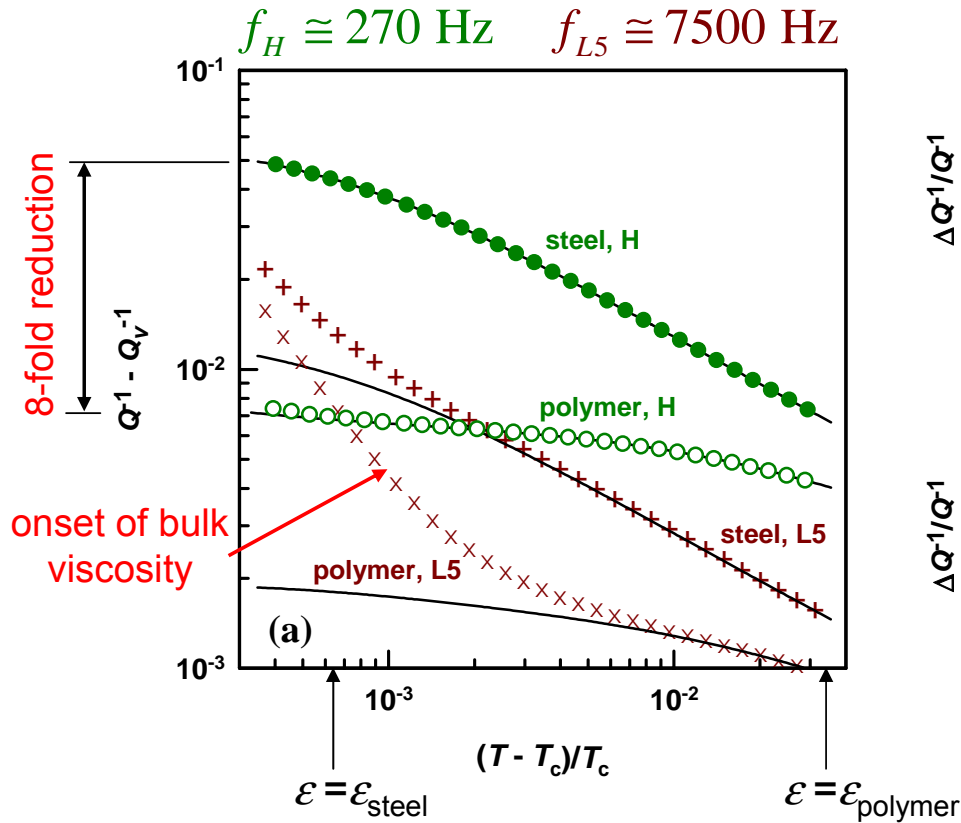 f_H ≅ 270 Hz f_L5 ≅ 7500 Hz
10⁻¹
8-fold reduction
Q⁻¹ - Q_v⁻¹
steel, H
ΔQ⁻¹/Q⁻¹
10⁻²
polymer, H
onset of bulk
viscosity
steel, L5
ΔQ⁻¹/Q⁻¹
polymer, L5
(a)
10⁻³
10⁻³ 10⁻²
(T - T_c)/T_c
ε = ε_steel ε = ε_polymer